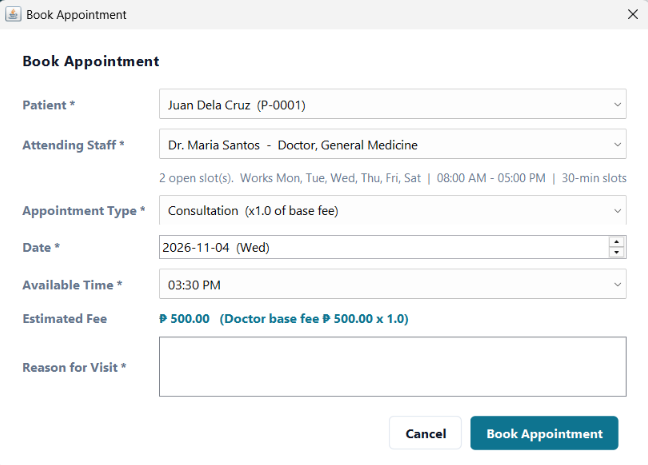 Book Appointment
Book Appointment
Patient * Juan Dela Cruz (P-0001)
Attending Staff * Dr. Maria Santos - Doctor, General Medicine
2 open slot(s). Works Mon, Tue, Wed, Thu, Fri, Sat | 08:00 AM - 05:00 PM | 30-min slots
Appointment Type * Consultation (x1.0 of base fee)
Date * 2026-11-04 (Wed)
Available Time * 03:30 PM
Estimated Fee ₱ 500.00 (Doctor base fee ₱ 500.00 x 1.0)
Reason for Visit *
Cancel Book Appointment